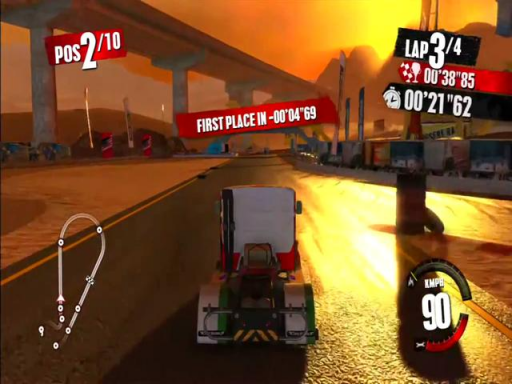 POS 2/10
LAP 3/4
00'38"85
00'21"62
FIRST PLACE IN -00'04"69
KMPH
90